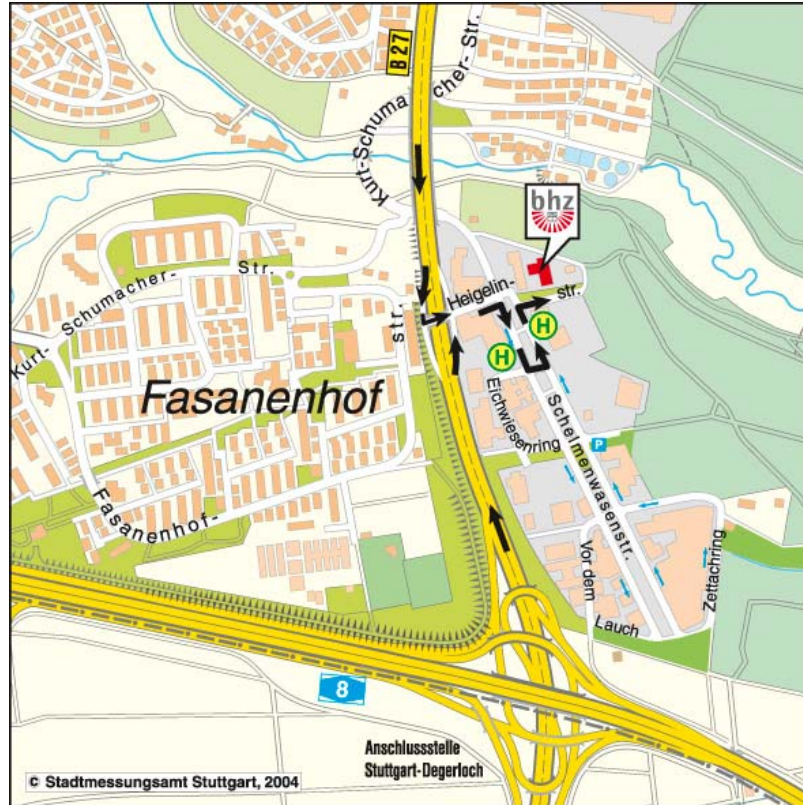 B 27
Kurt-Schumacher-Str.
bhz
Kurt-Schumacher-Str.
Heigelin-
str.
str.
H
H
Fasanenhof
Eichwiesenring
Schelmenwasenstr.
P
Fasanenhof-
Vor dem
Lauch
Zettachring
8
Anschlussstelle
Stuttgart-Degerloch
© Stadtmessungsamt Stuttgart, 2004